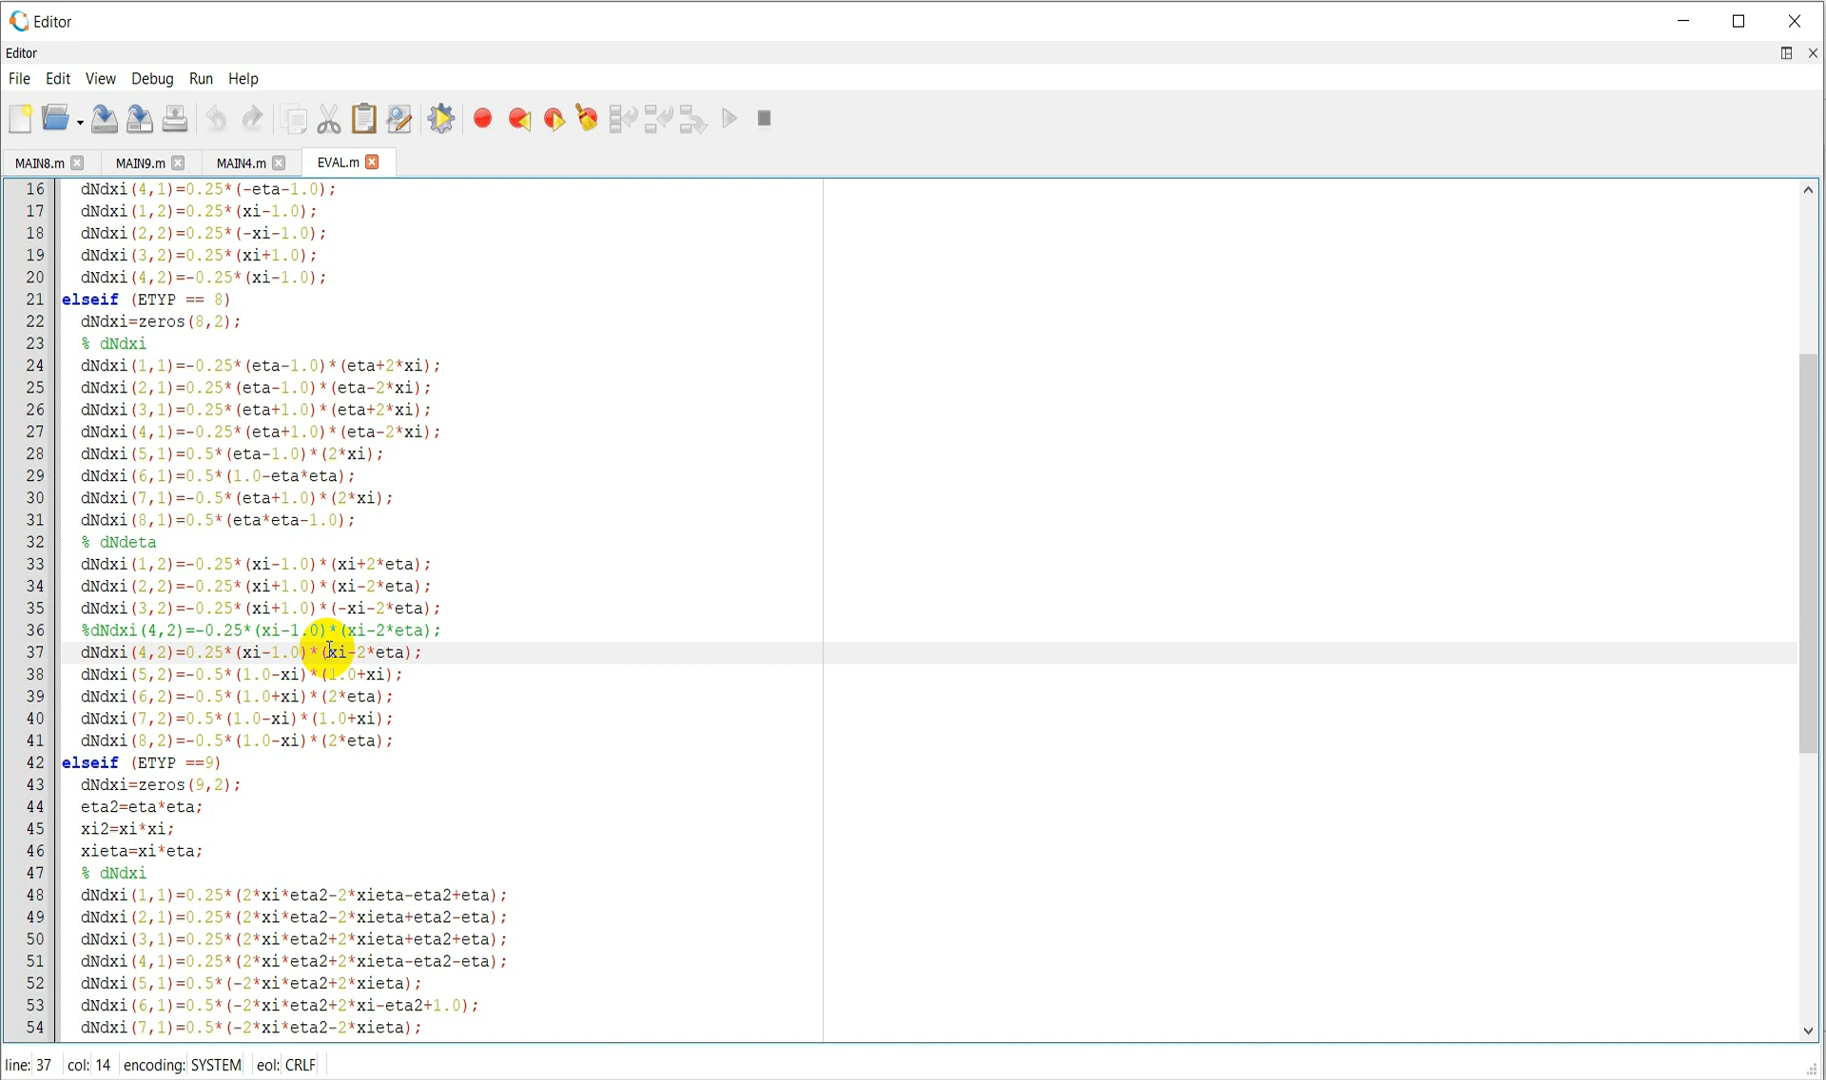 Editor
Editor
File Edit View Debug Run Help
MAIN8.m MAIN9.m MAIN4.m EVAL.m
16 dNdxi(4,1)=0.25*(-eta-1.0);
17 dNdxi(1,2)=0.25*(xi-1.0);
18 dNdxi(2,2)=0.25*(-xi-1.0);
19 dNdxi(3,2)=0.25*(xi+1.0);
20 dNdxi(4,2)=-0.25*(xi-1.0);
21 elseif (ETYP == 8)
22 dNdxi=zeros(8,2);
23 % dNdxi
24 dNdxi(1,1)=-0.25*(eta-1.0)*(eta+2*xi);
25 dNdxi(2,1)=0.25*(eta-1.0)*(eta-2*xi);
26 dNdxi(3,1)=0.25*(eta+1.0)*(eta+2*xi);
27 dNdxi(4,1)=-0.25*(eta+1.0)*(eta-2*xi);
28 dNdxi(5,1)=0.5*(eta-1.0)*(2*xi);
29 dNdxi(6,1)=0.5*(1.0-eta*eta);
30 dNdxi(7,1)=-0.5*(eta+1.0)*(2*xi);
31 dNdxi(8,1)=0.5*(eta*eta-1.0);
32 % dNdeta
33 dNdxi(1,2)=-0.25*(xi-1.0)*(xi+2*eta);
34 dNdxi(2,2)=-0.25*(xi+1.0)*(xi-2*eta);
35 dNdxi(3,2)=-0.25*(xi+1.0)*(-xi-2*eta);
36 %dNdxi(4,2)=-0.25*(xi-1.0)*(xi-2*eta);
37 dNdxi(4,2)=0.25*(xi-1.0)*(xi-2*eta);
38 dNdxi(5,2)=-0.5*(1.0-xi)*(1.0+xi);
39 dNdxi(6,2)=-0.5*(1.0+xi)*(2*eta);
40 dNdxi(7,2)=0.5*(1.0-xi)*(1.0+xi);
41 dNdxi(8,2)=-0.5*(1.0-xi)*(2*eta);
42 elseif (ETYP ==9)
43 dNdxi=zeros(9,2);
44 eta2=eta*eta;
45 xi2=xi*xi;
46 xieta=xi*eta;
47 % dNdxi
48 dNdxi(1,1)=0.25*(2*xi*eta2-2*xieta-eta2+eta);
49 dNdxi(2,1)=0.25*(2*xi*eta2-2*xieta+eta2-eta);
50 dNdxi(3,1)=0.25*(2*xi*eta2+2*xieta+eta2+eta);
51 dNdxi(4,1)=0.25*(2*xi*eta2+2*xieta-eta2-eta);
52 dNdxi(5,1)=0.5*(-2*xi*eta2+2*xieta);
53 dNdxi(6,1)=0.5*(-2*xi*eta2+2*xi-eta2+1.0);
54 dNdxi(7,1)=0.5*(-2*xi*eta2-2*xieta);
line: 37 col: 14 encoding: SYSTEM eol: CRLF